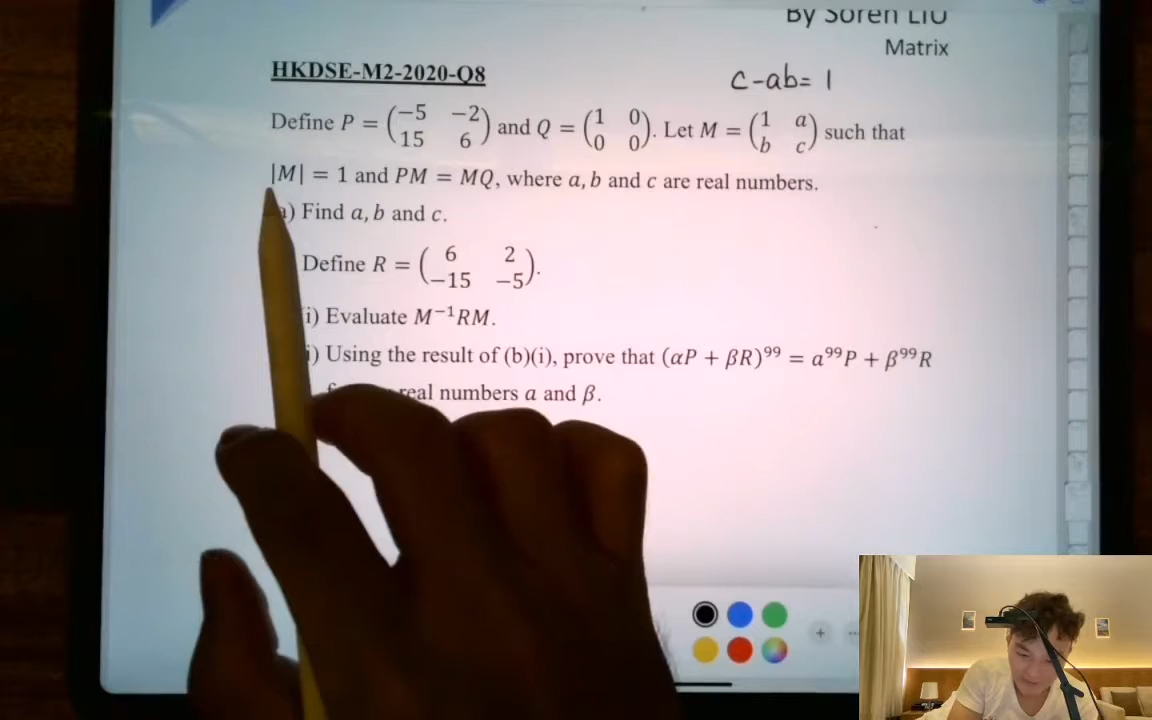 By Soren LIU
Matrix
HKDSE-M2-2020-Q8
c-ab= 1
Define P = (−5 −2 15 6) and Q = (1 0 0 0). Let M = (1 a b c) such that
|M| = 1 and PM = MQ, where a, b and c are real numbers.
) Find a, b and c.
Define R = (6 2 −15 −5).
i) Evaluate M⁻¹RM.
i) Using the result of (b)(i), prove that (αP + βR)⁹⁹ = a⁹⁹P + β⁹⁹R
real numbers a and β.